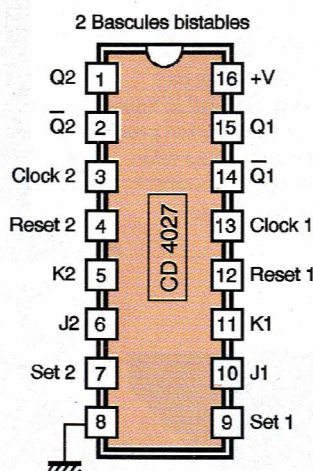 2 Bascules bistables
Q2 1 16 +V
Q̅2 2 15 Q1
Clock 2 3 14 Q̅1
Reset 2 4 13 Clock 1
K2 5 12 Reset 1
J2 6 11 K1
Set 2 7 10 J1
8 9 Set 1
CD 4027